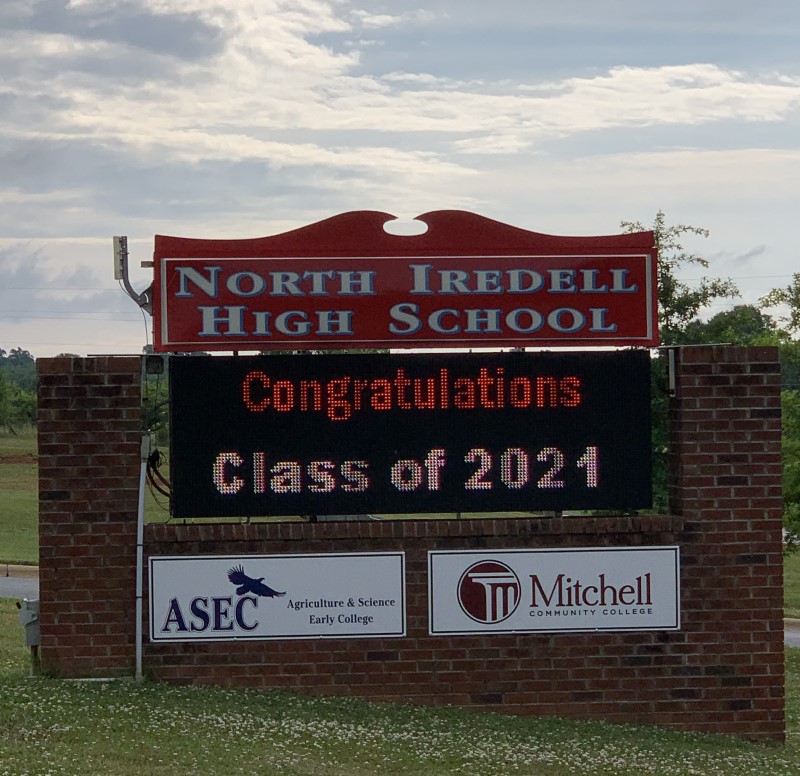 NORTH IREDELL
HIGH SCHOOL
Congratulations
Class of 2021
ASEC
Agriculture & Science
Early College
Mitchell
COMMUNITY COLLEGE